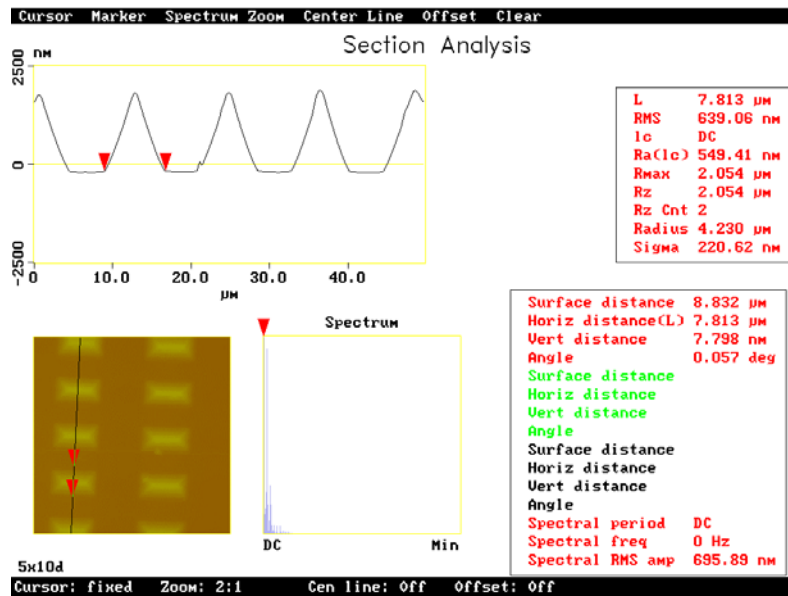 Cursor Marker Spectrum Zoom Center Line Offset Clear
Section Analysis
nm
2500
0
-2500
0 10.0 20.0 30.0 40.0
µm
L 7.813 µm
RMS 639.06 nm
lc DC
Ra(lc) 549.41 nm
Rmax 2.054 µm
Rz 2.054 µm
Rz Cnt 2
Radius 4.230 µm
Sigma 220.62 nm
Spectrum
DC Min
Surface distance 8.832 µm
Horiz distance(L) 7.813 µm
Vert distance 7.798 nm
Angle 0.057 deg
Surface distance
Horiz distance
Vert distance
Angle
Surface distance
Horiz distance
Vert distance
Angle
Spectral period DC
Spectral freq 0 Hz
Spectral RMS amp 695.89 nm
5x10d
Cursor: fixed Zoom: 2:1 Cen line: Off Offset: Off